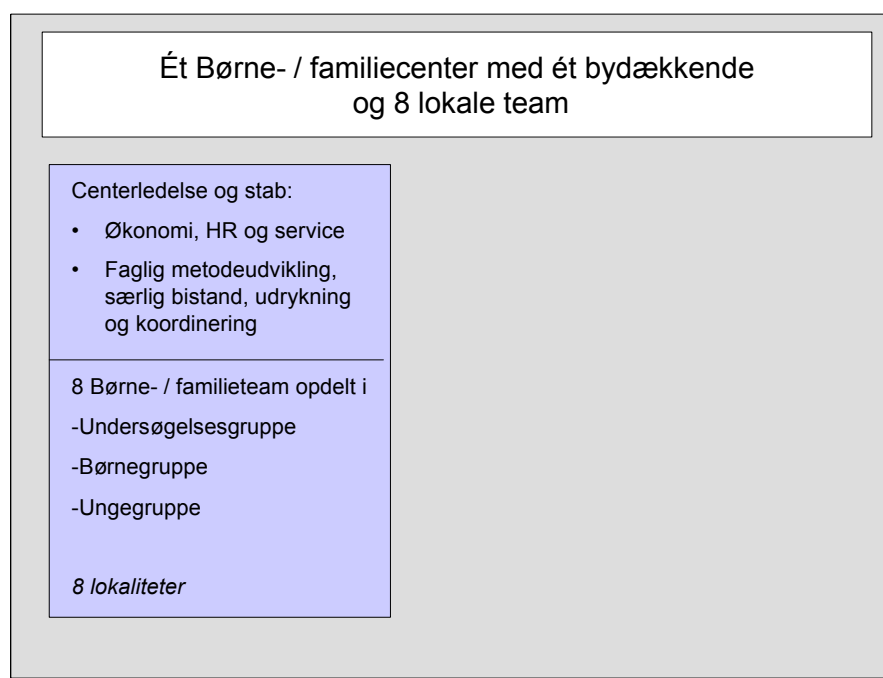 Ét Børne- / familiecenter med ét bydækkende
og 8 lokale team
Centerledelse og stab:
• Økonomi, HR og service
• Faglig metodeudvikling,
særlig bistand, udrykning
og koordinering
8 Børne- / familieteam opdelt i
-Undersøgelsesgruppe
-Børnegruppe
-Ungegruppe
8 lokaliteter